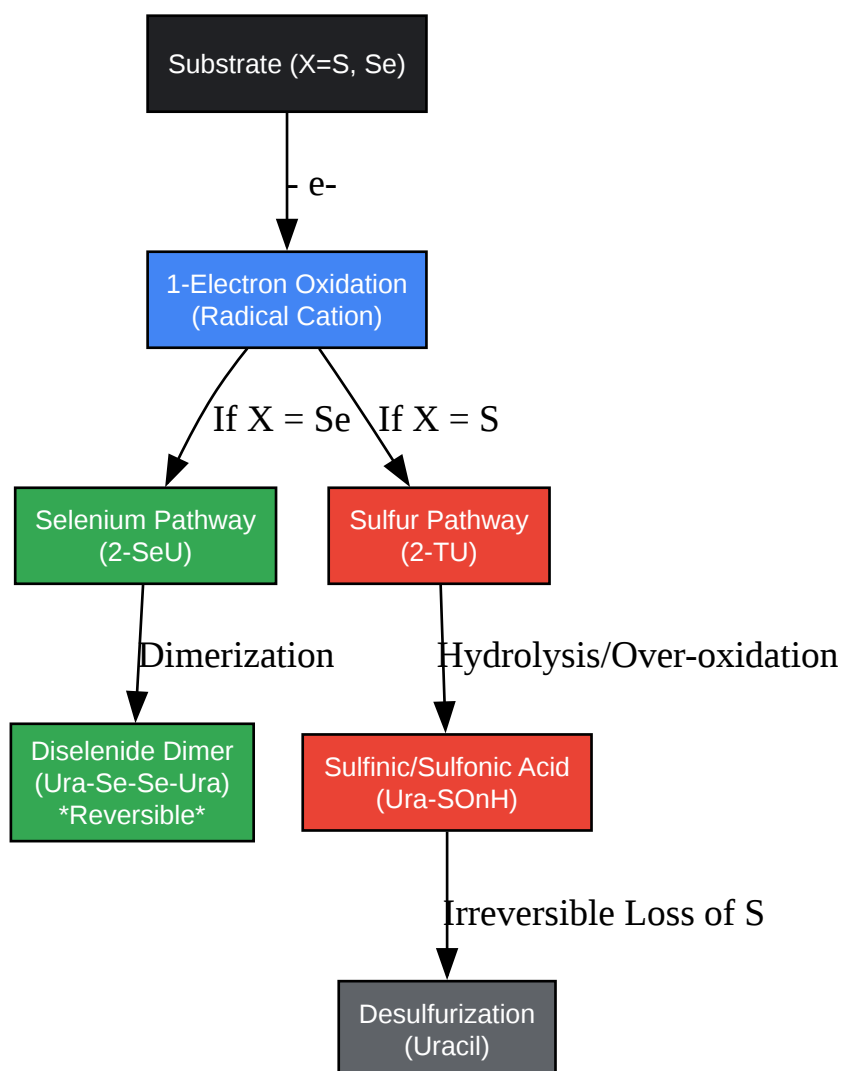 Substrate (X=S, Se)
- e-
1-Electron Oxidation
(Radical Cation)
If X = Se
If X = S
Selenium Pathway
(2-SeU)
Sulfur Pathway
(2-TU)
Dimerization
Hydrolysis/Over-oxidation
Diselenide Dimer
(Ura-Se-Se-Ura)
*Reversible*
Sulfinic/Sulfonic Acid
(Ura-SOnH)
Irreversible Loss of S
Desulfurization
(Uracil)